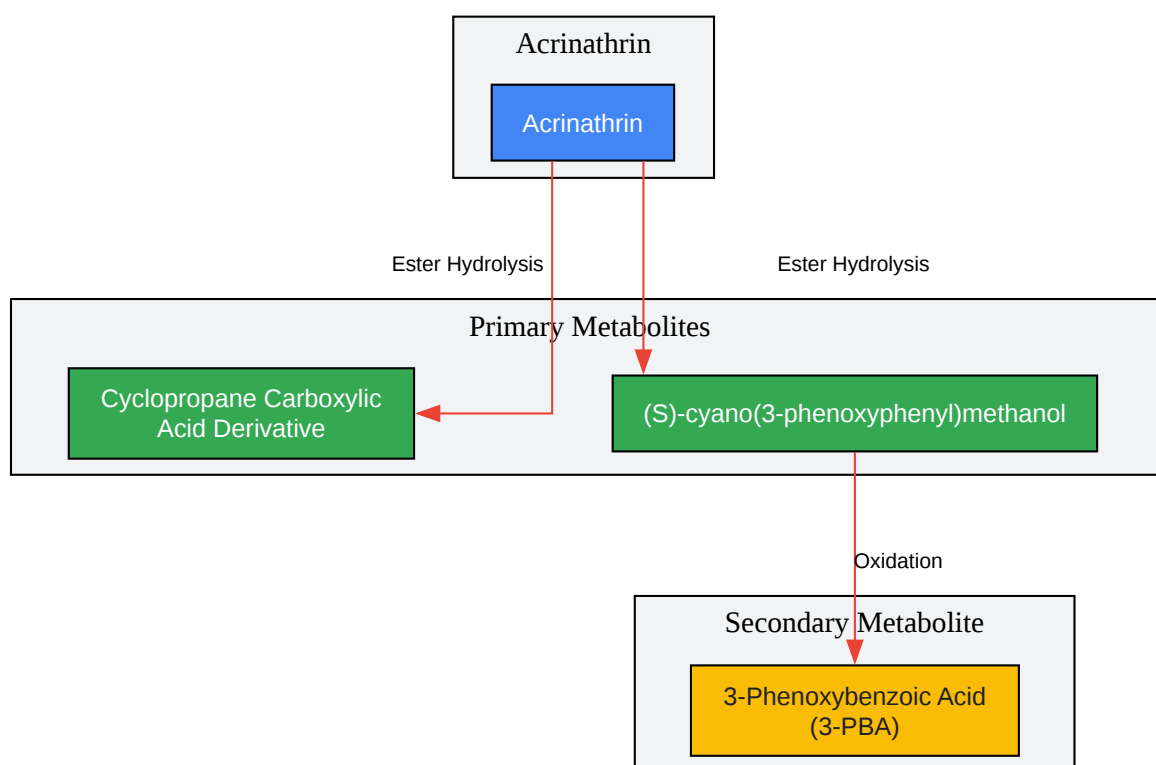 Acrinathrin
Acrinathrin
Ester Hydrolysis
Ester Hydrolysis
Primary Metabolites
Cyclopropane Carboxylic
Acid Derivative
(S)-cyano(3-phenoxyphenyl)methanol
Oxidation
Secondary Metabolite
3-Phenoxybenzoic Acid
(3-PBA)